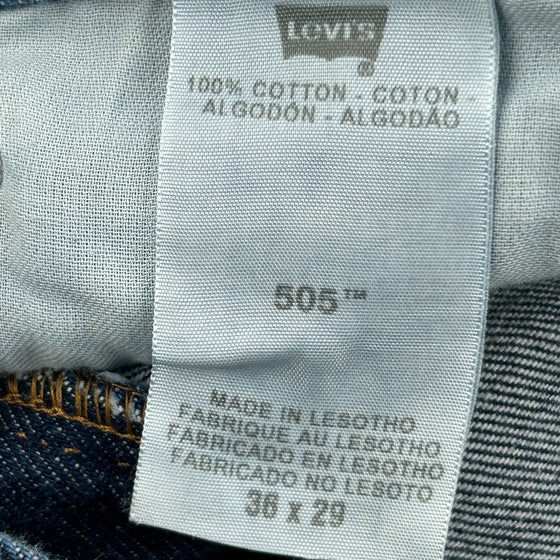 Levi's
®
100% COTTON - COTON -
ALGODÓN - ALGODÃO
505™
MADE IN LESOTHO
FABRIQUE AU LESOTHO
FABRICADO EN LESOTHO
FABRICADO NO LESOTO
36 x 29